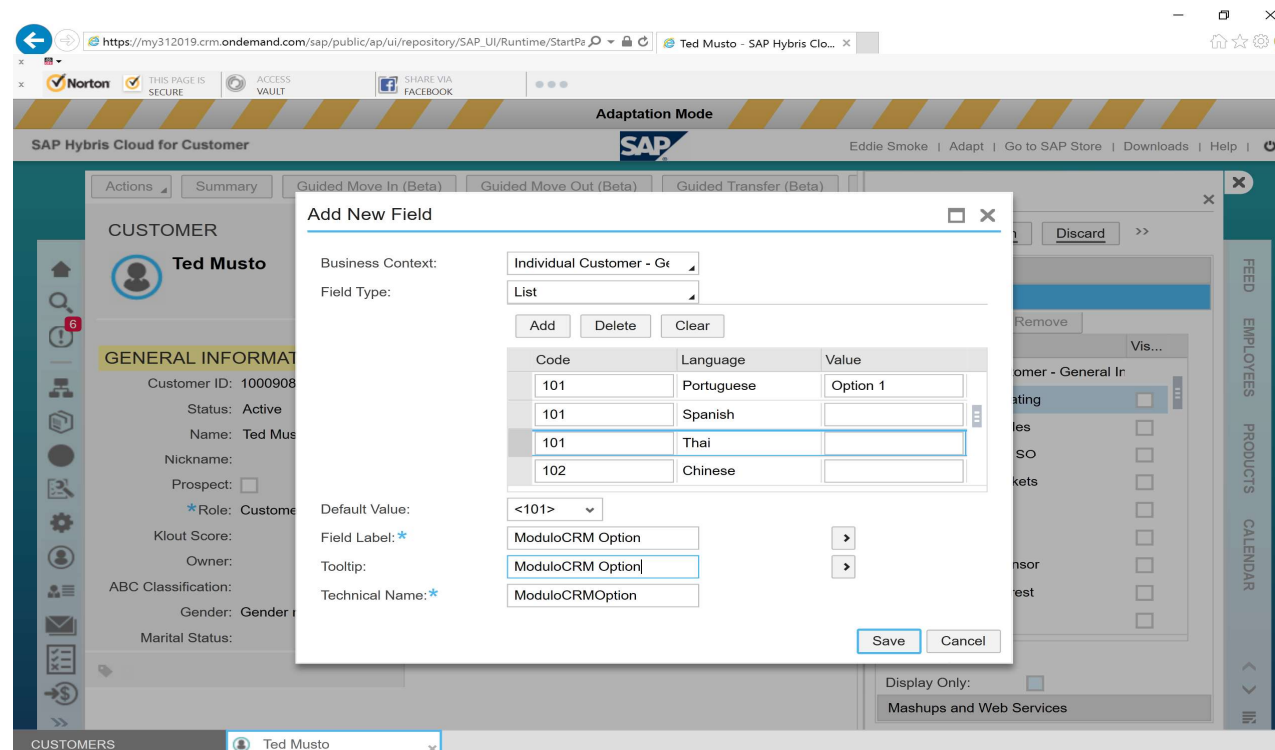 https://my312019.crm.ondemand.com/sap/public/ap/ui/repository/SAP_UI/Runtime/StartPa
Ted Musto - SAP Hybris Clo...
Norton THIS PAGE IS SECURE ACCESS VAULT SHARE VIA FACEBOOK
Adaptation Mode
SAP Hybris Cloud for Customer SAP Eddie Smoke | Adapt | Go to SAP Store | Downloads | Help |
Actions Summary Guided Move In (Beta) Guided Move Out (Beta) Guided Transfer (Beta)
CUSTOMER
Ted Musto
6
GENERAL INFORMAT
Customer ID: 1000908
Status: Active
Name: Ted Mus
Nickname:
Prospect:
*Role: Custome
Klout Score:
Owner:
ABC Classification:
Gender: Gender
Marital Status:
Add New Field
Business Context: Individual Customer - Ge
Field Type: List
Add Delete Clear
Code Language Value
101 Portuguese Option 1
101 Spanish
101 Thai
102 Chinese
Default Value: <101>
Field Label:* ModuloCRM Option >
Tooltip: ModuloCRM Option >
Technical Name:* ModuloCRMOption
Save Cancel
Discard >>
Remove
Vis...
omer - General In
ating
les
SO
kets
nsor
rest
Display Only:
Mashups and Web Services
FEED
EMPLOYEES
PRODUCTS
CALENDAR
CUSTOMERS Ted Musto